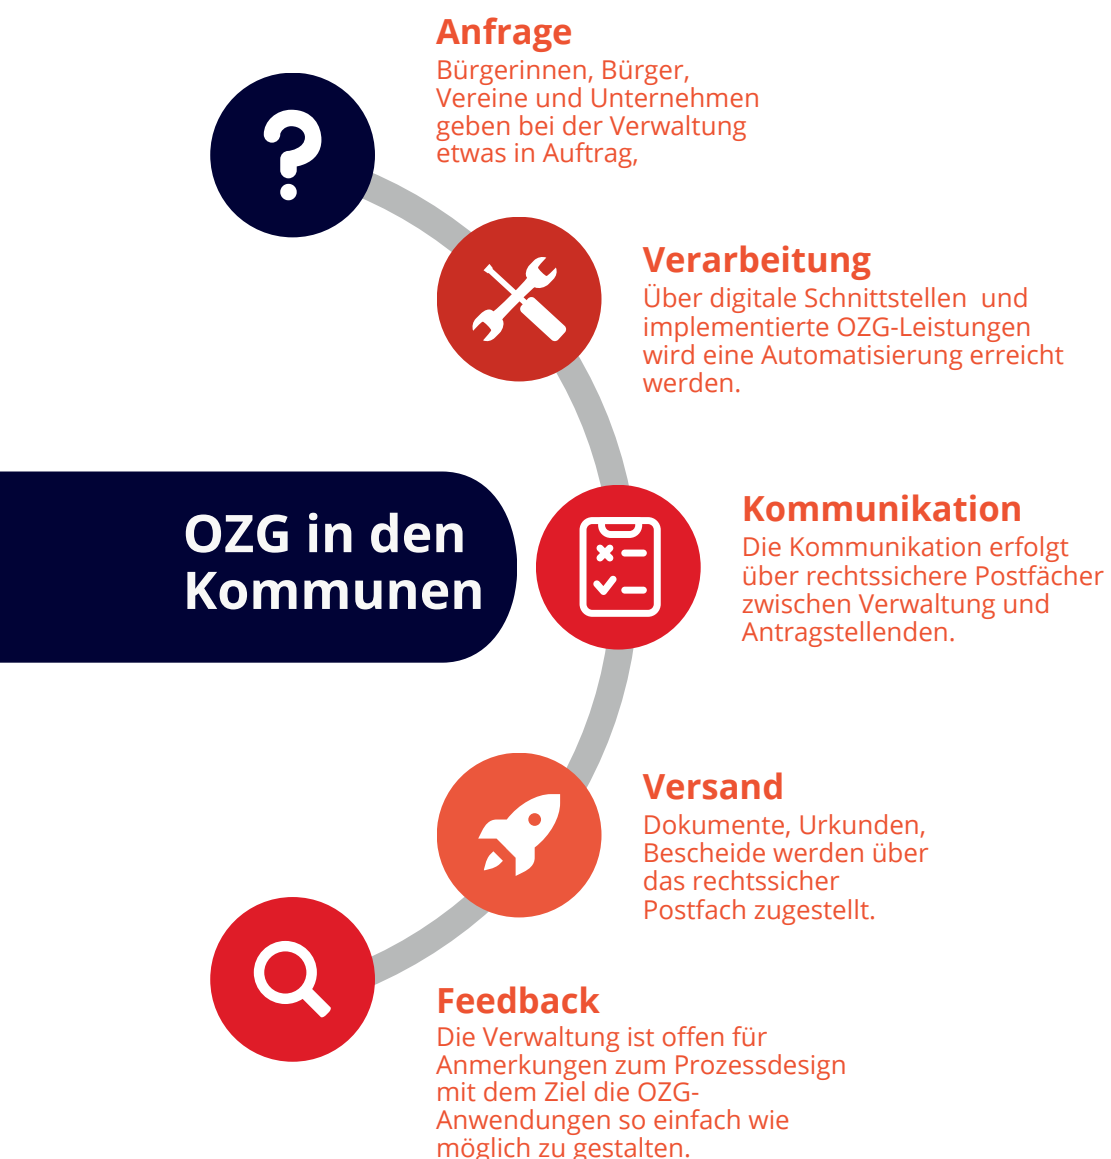 Anfrage
Bürgerinnen, Bürger,
Vereine und Unternehmen
geben bei der Verwaltung
etwas in Auftrag,
Verarbeitung
Über digitale Schnittstellen  und
implementierte OZG-Leistungen
wird eine Automatisierung erreicht
werden.
OZG in den
Kommunen
Kommunikation
Die Kommunikation erfolgt
über rechtssichere Postfächer
zwischen Verwaltung und
Antragstellenden.
Versand
Dokumente, Urkunden,
Bescheide werden über
das rechtssicher
Postfach zugestellt.
Feedback
Die Verwaltung ist offen für
Anmerkungen zum Prozessdesign
mit dem Ziel die OZG-
Anwendungen so einfach wie
möglich zu gestalten.